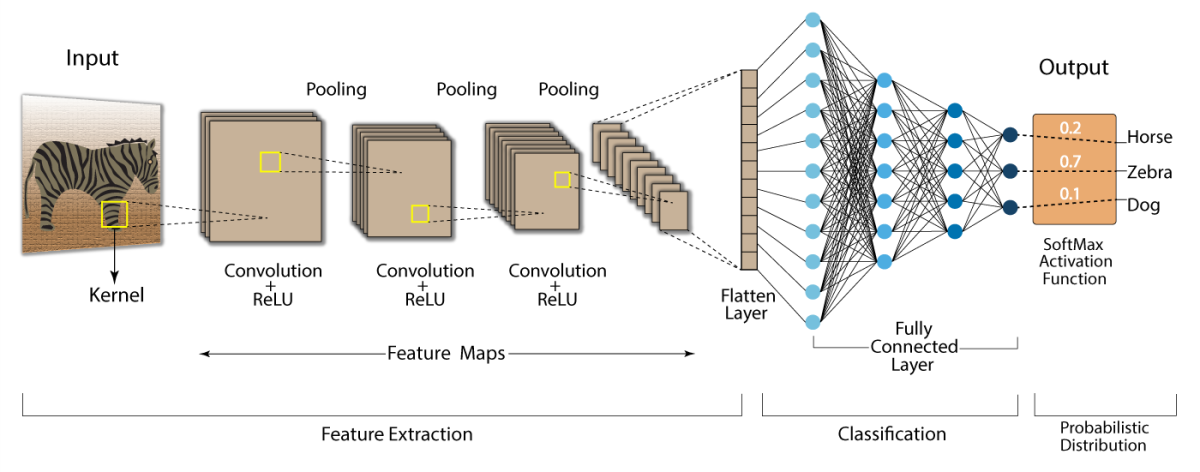 Input
Kernel
Pooling
Pooling
Pooling
Convolution
+
ReLU
Convolution
+
ReLU
Convolution
+
ReLU
Feature Maps
Flatten
Layer
Fully
Connected
Layer
Output
0.2
Horse
0.7
Zebra
0.1
Dog
SoftMax
Activation
Function
Feature Extraction
Classification
Probabilistic
Distribution